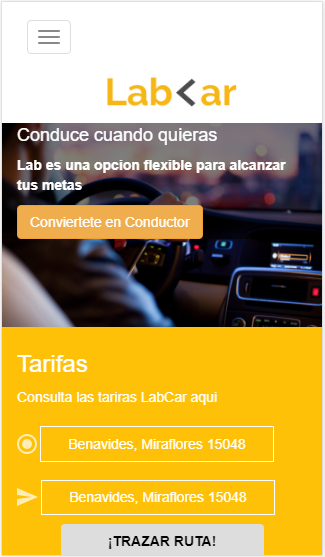 Lab<ar
Conduce cuando quieras
Lab es una opcion flexible para alcanzar
tus metas
Conviertete en Conductor
Tarifas
Consulta las tariras LabCar aqui
Benavides, Miraflores 15048
Benavides, Miraflores 15048
¡TRAZAR RUTA!